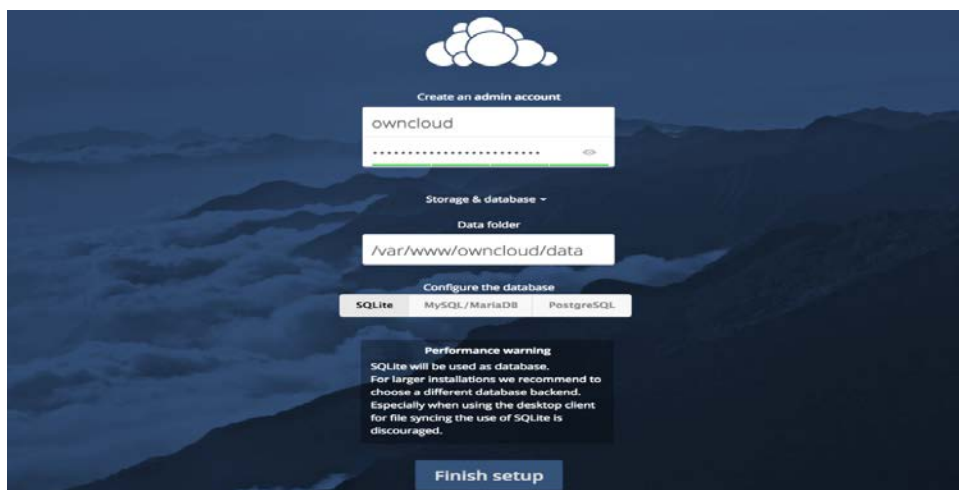 Create an admin account
owncloud
••••••••••••••••••••••••
Storage & database
Data folder
/var/www/owncloud/data
Configure the database
SQLite MySQL/MariaDB PostgreSQL
Performance warning
SQLite will be used as database.
For larger installations we recommend to
choose a different database backend.
Especially when using the desktop client
for file syncing the use of SQLite is
discouraged.
Finish setup